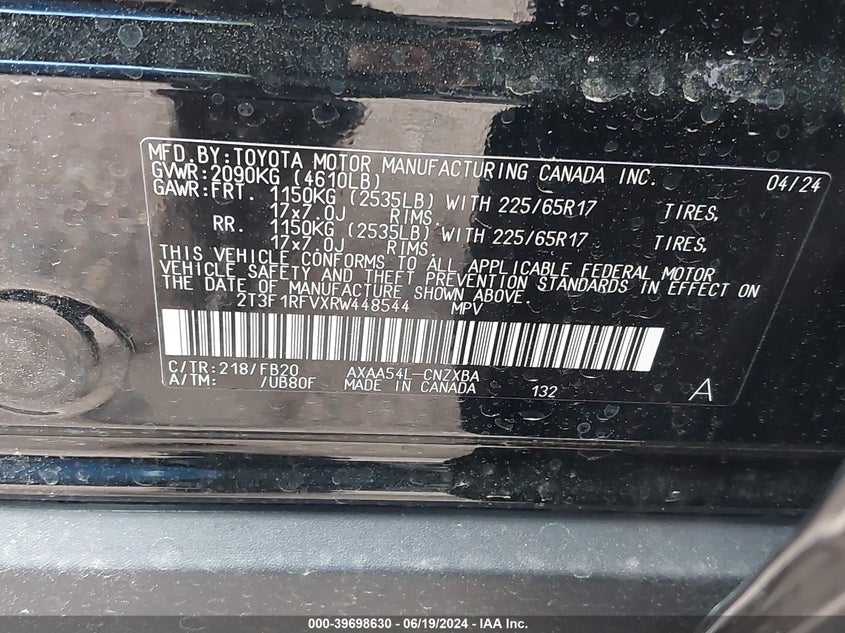 MFD.BY:TOYOTA MOTOR MANUFACTURING CANADA INC. 04/24
GVWR:2090KG (4610LB)
GAWR:FRT. 1150KG (2535LB) WITH 225/65R17 TIRES,
17x7.0J RIMS,
RR. 1150KG (2535LB) WITH 225/65R17 TIRES,
17x7.0J RIMS.
THIS VEHICLE CONFORMS TO ALL APPLICABLE FEDERAL MOTOR
VEHICLE SAFETY AND THEFT PREVENTION STANDARDS IN EFFECT ON
THE DATE OF MANUFACTURE SHOWN ABOVE.
2T3F1RFVXRW448544 MPV
C/TR:218/FB20 AXAA54L-CNZXBA
A/TM: /UB80F MADE IN CANADA 132 A
000-39698630 - 06/19/2024 - IAA Inc.